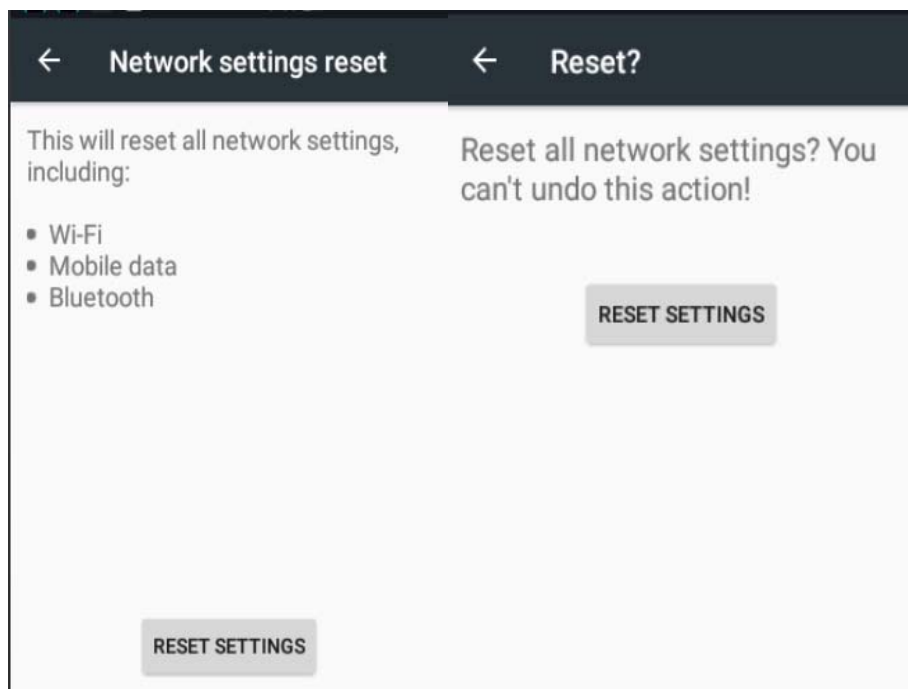 Network settings reset
This will reset all network settings,
including:
• Wi-Fi
• Mobile data
• Bluetooth
RESET SETTINGS
Reset?
Reset all network settings? You
can't undo this action!
RESET SETTINGS